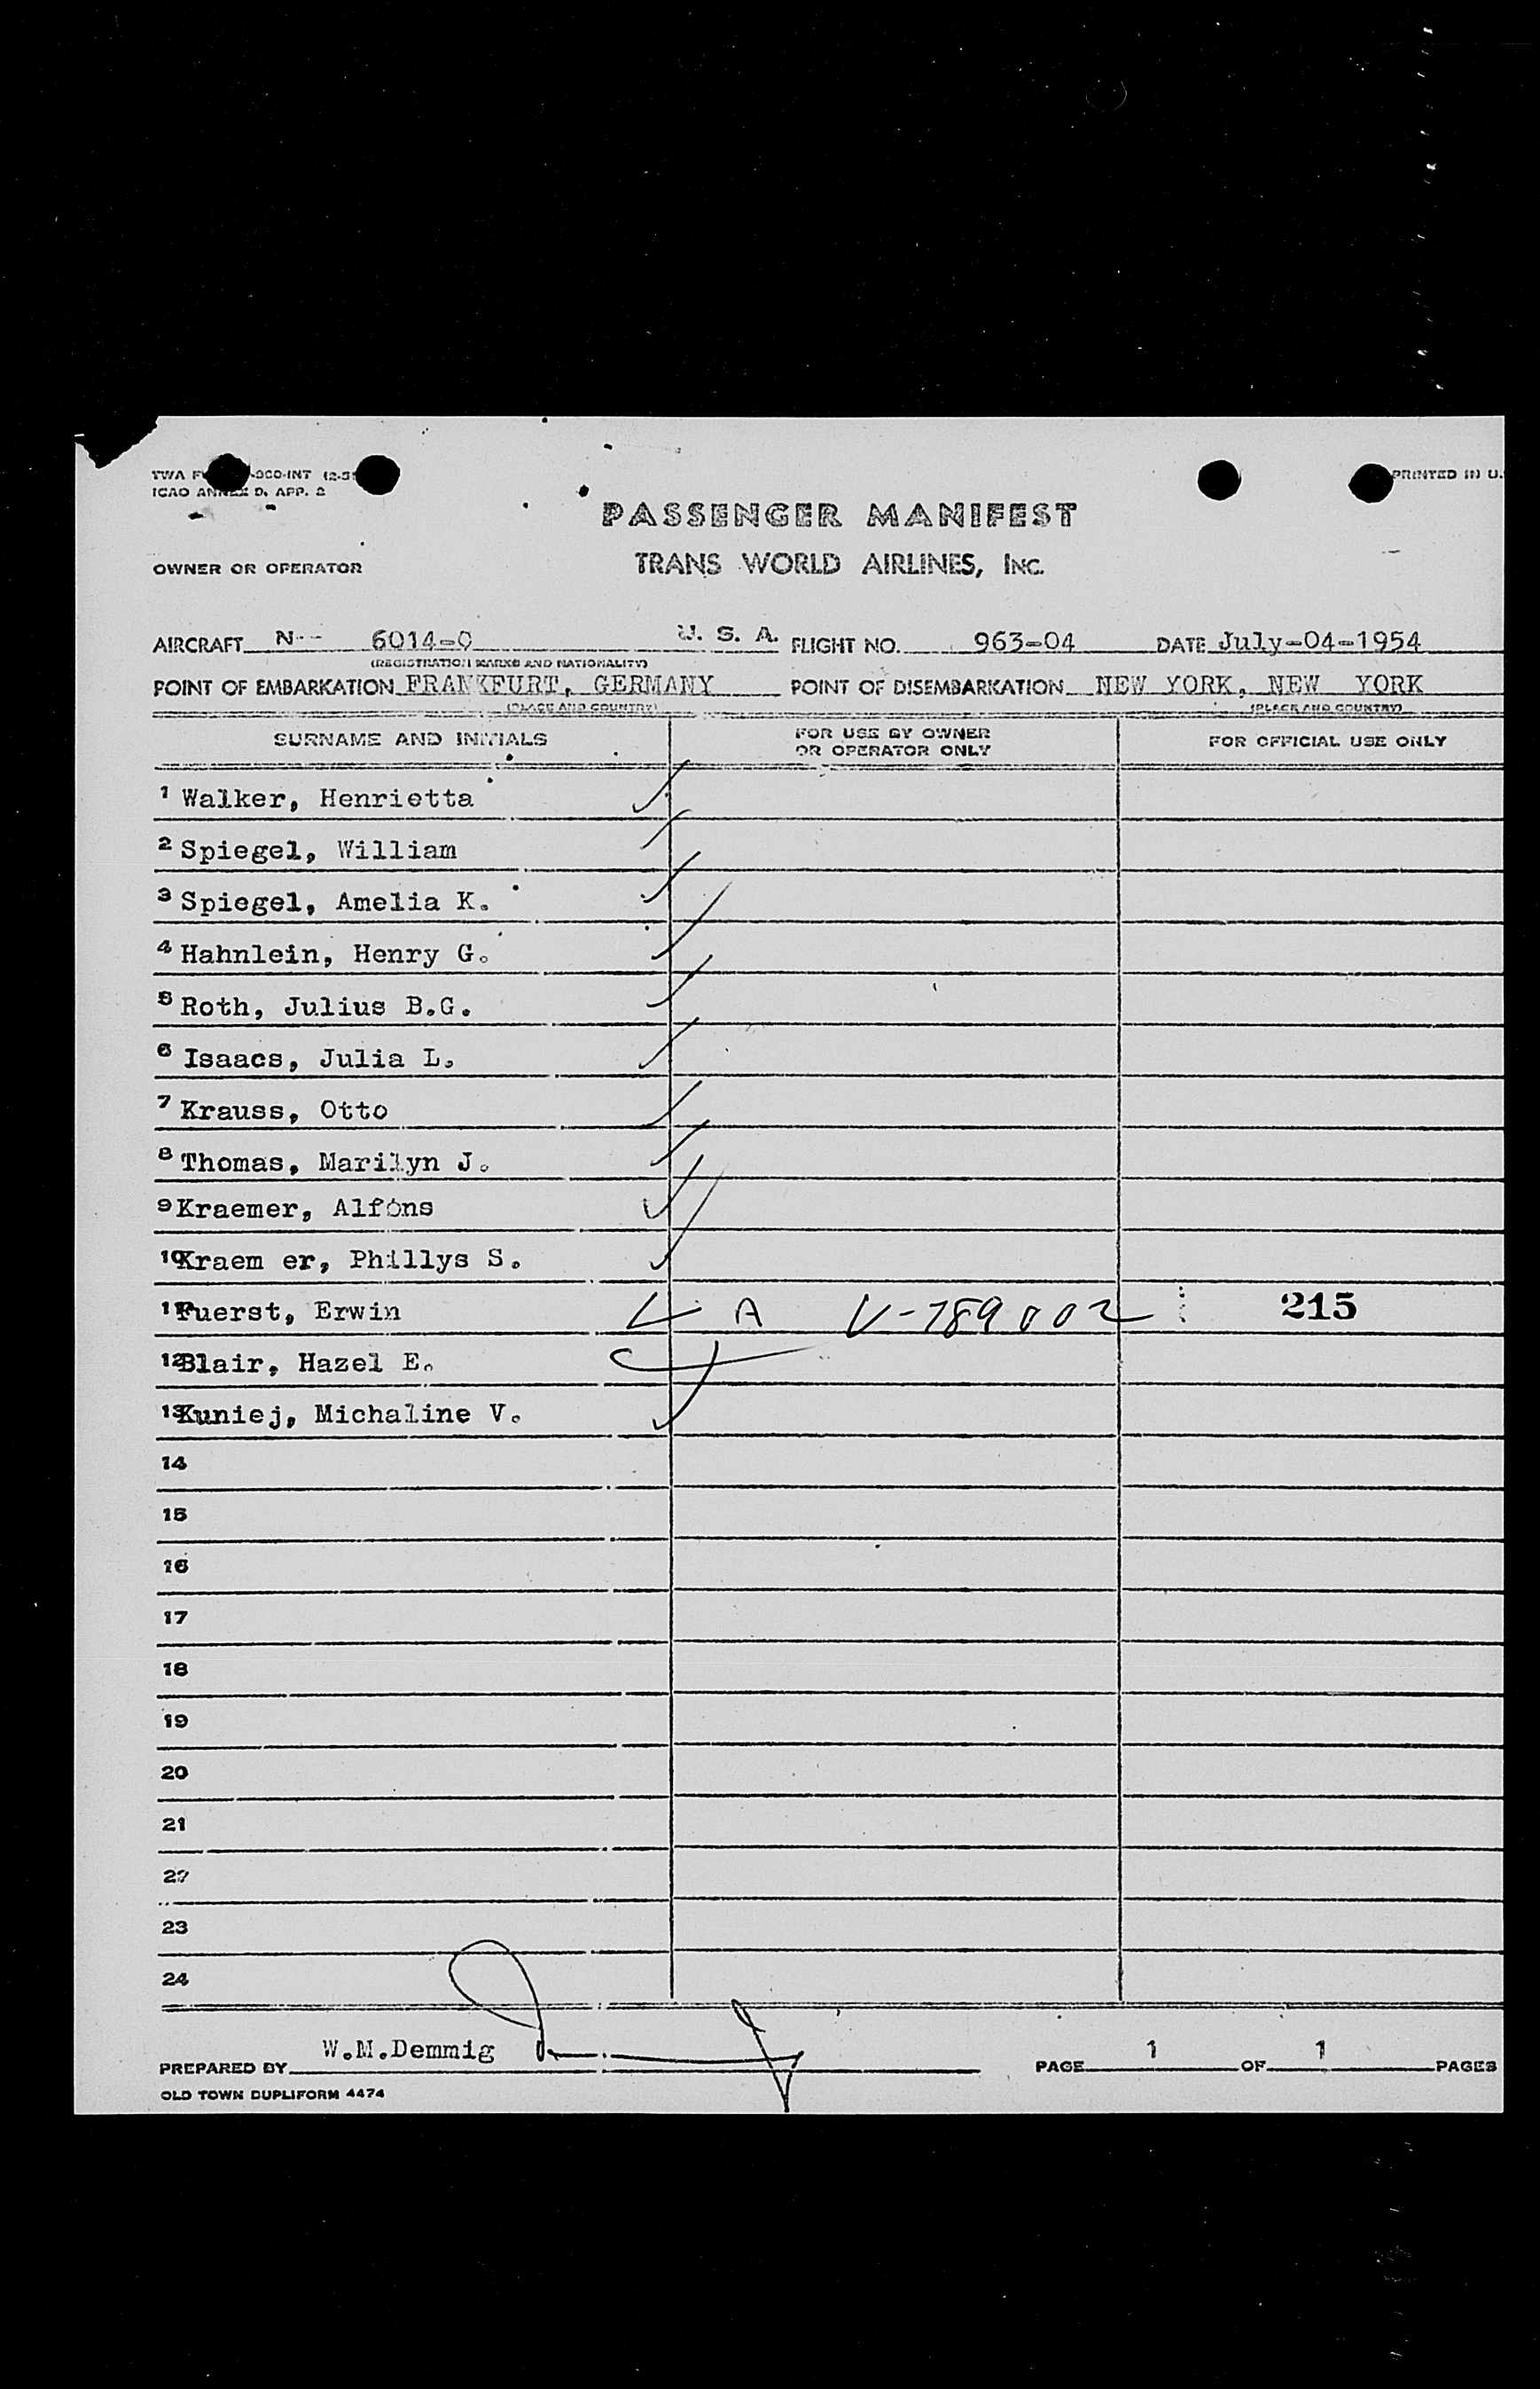 ICAO ANNEX D. APP. 2
PRINTED IN U.
PASSENGER MANIFEST
OWNER OR OPERATOR TRANS WORLD AIRLINES, INC.
AIRCRAFT N-- 6014-C U. S. A. FLIGHT NO. 963-04 DATE July-04-1954
(REGISTRATION MARKS AND NATIONALITY)
POINT OF EMBARKATION FRANKFURT, GERMANY POINT OF DISEMBARKATION NEW YORK, NEW YORK
(PLACE AND COUNTRY) (PLACE AND COUNTRY)
SURNAME AND INITIALS FOR USE BY OWNER OR OPERATOR ONLY FOR OFFICIAL USE ONLY
1 Walker, Henrietta
2 Spiegel, William
3 Spiegel, Amelia K.
4 Hahnlein, Henry G.
5 Roth, Julius B.G.
6 Isaacs, Julia L.
7 Krauss, Otto
8 Thomas, Marilyn J.
9 Kraemer, Alfons
10 Kraem er, Phillys S.
11 Fuerst, Erwin A V-789002 215
12 Blair, Hazel E.
13 Kuniej, Michaline V.
14
15
16
17
18
19
20
21
22
23
24
PREPARED BY W.M.Demmig PAGE 1 OF 1 PAGES
OLD TOWN DUPLIFORM 4474